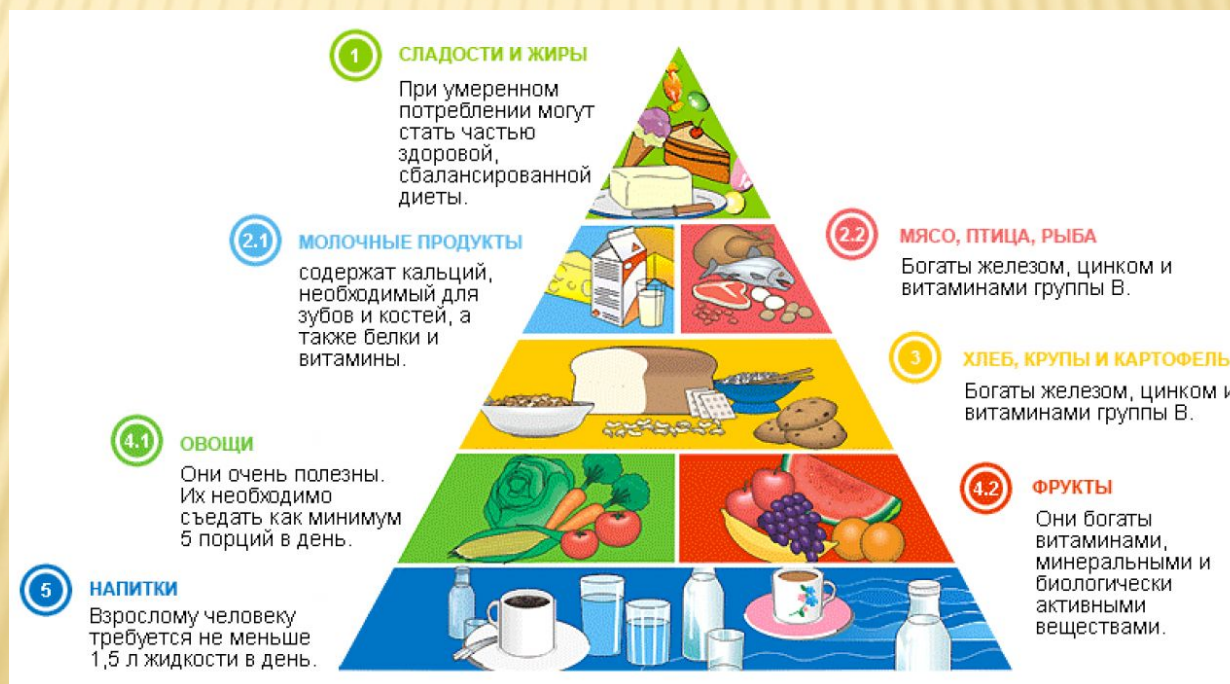 1 СЛАДОСТИ И ЖИРЫ
При умеренном
потреблении могут
стать частью
здоровой,
сбалансированной
диеты.
2.1 МОЛОЧНЫЕ ПРОДУКТЫ
содержат кальций,
необходимый для
зубов и костей, а
также белки и
витамины.
2.2 МЯСО, ПТИЦА, РЫБА
Богаты железом, цинком и
витаминами группы В.
3 ХЛЕБ, КРУПЫ И КАРТОФЕЛЬ
Богаты железом, цинком и
витаминами группы В.
4.1 ОВОЩИ
Они очень полезны.
Их необходимо
съедать как минимум
5 порций в день.
4.2 ФРУКТЫ
Они богаты
витаминами,
минеральными и
биологически
активными
веществами.
5 НАПИТКИ
Взрослому человеку
требуется не меньше
1,5 л жидкости в день.